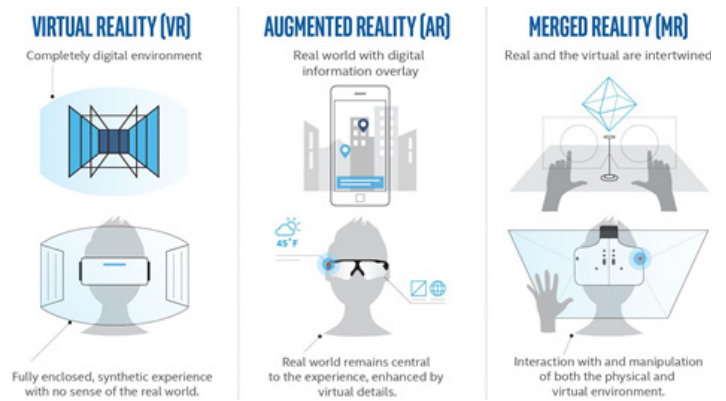 VIRTUAL REALITY (VR)
Completely digital environment
Fully enclosed, synthetic experience
with no sense of the real world.
AUGMENTED REALITY (AR)
Real world with digital
information overlay
45°F
Real world remains central
to the experience, enhanced by
virtual details.
MERGED REALITY (MR)
Real and the virtual are intertwined
Interaction with and manipulation
of both the physical and
virtual environment.